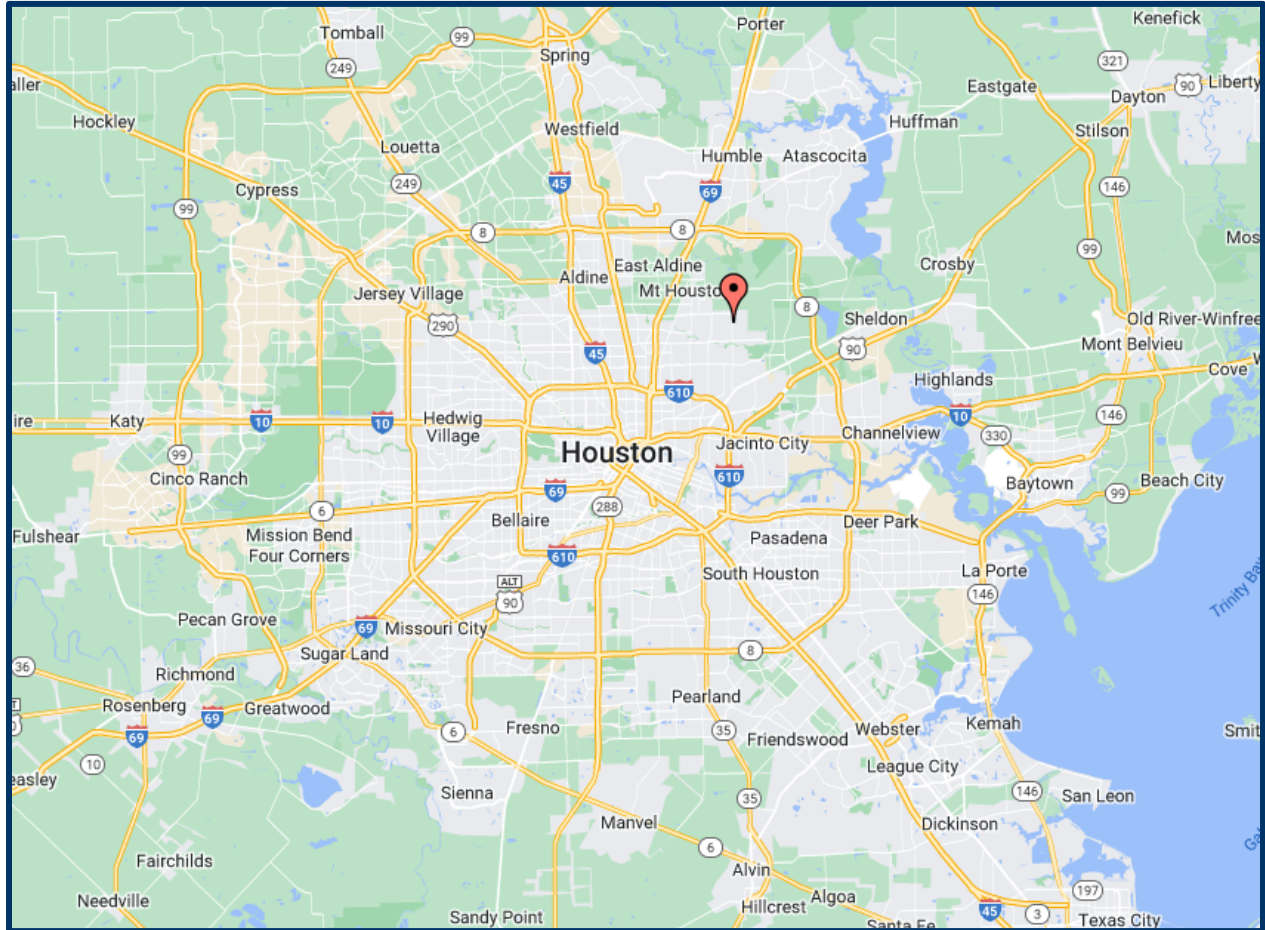 Kenefick
Porter
Tomball
99
321
Spring
249
Eastgate
90
Liberty
Dayton
aller
Hockley
Westfield
Huffman
Stilson
Louetta
Humble
Atascocita
45
249
69
146
Cypress
99
8
8
Mos
99
Aldine
East Aldine
Crosby
Jersey Village
Mt Housto
8
Sheldon
Old River-Winfree
290
Mont Belvieu
45
90
Cove
W
Highlands
610
ire
Katy
10
10
Hedwig
Village
10
146
Channelview
330
Jacinto City
99
Houston
Cinco Ranch
610
Baytown
Beach City
69
99
6
288
Bellaire
Deer Park
Fulshear
Mission Bend
Four Corners
Pasadena
610
South Houston
La Porte
ALT
90
146
Trinity Bay
Pecan Grove
69
Missouri City
Sugar Land
8
36
Richmond
Pearland
Rosenberg
Greatwood
69
69
6
Fresno
35
Friendswood
Webster
Kemah
Smit
10
League City
easley
Sienna
35
146
San Leon
Manvel
Dickinson
6
Fairchilds
Alvin
197
Needville
Algoa
Hillcrest
45
3
Sandy Point
Santa Fe
Texas City